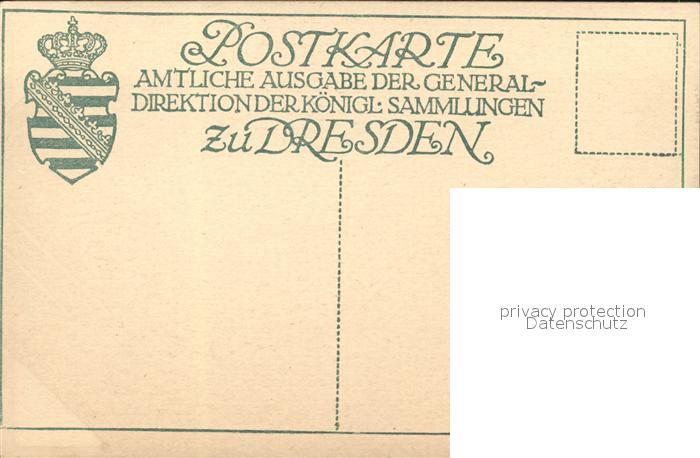 POSTKARTE
AMTLICHE AUSGABE DER GENERAL-
DIREKTION DER KÖNIGL. SAMMLUNGEN
zu DRESDEN
privacy protection
Datenschutz